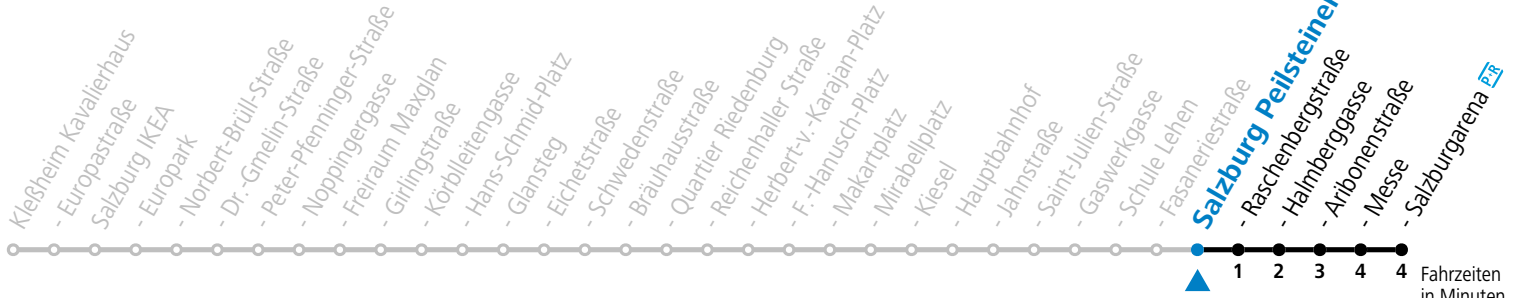 Kleßheim Kavalierhaus
- Europastraße
Salzburg IKEA
- Europark
- Norbert-Brüll-Straße
- Dr.-Gmelin-Straße
- Peter-Pfenninger-Straße
- Noppingergasse
- Freiraum Maxglan
- Girlingstraße
- Korbleitengasse
- Hans-Schmid-Platz
- Glansteg
- Eichetstraße
- Schwedenstraße
- Bräuhausstraße
- Quartier Riedenburg
- Reichenhaller Straße
- Herbert-v.-Karajan-Platz
- F.-Hanusch-Platz
- Makartplatz
- Mirabellplatz
- Kiesel
- Hauptbahnhof
- Jahnstraße
- Saint-Julien-Straße
- Gaswerkgasse
- Schule Lehen
- Fasaneriestraße
Salzburg Peilsteiner
- Raschenbergstraße
- Halmberggasse
- Aribonenstraße
- Messe
- Salzburgarena P+R
1 2 3 4 4 Fahrzeiten
in Minuten